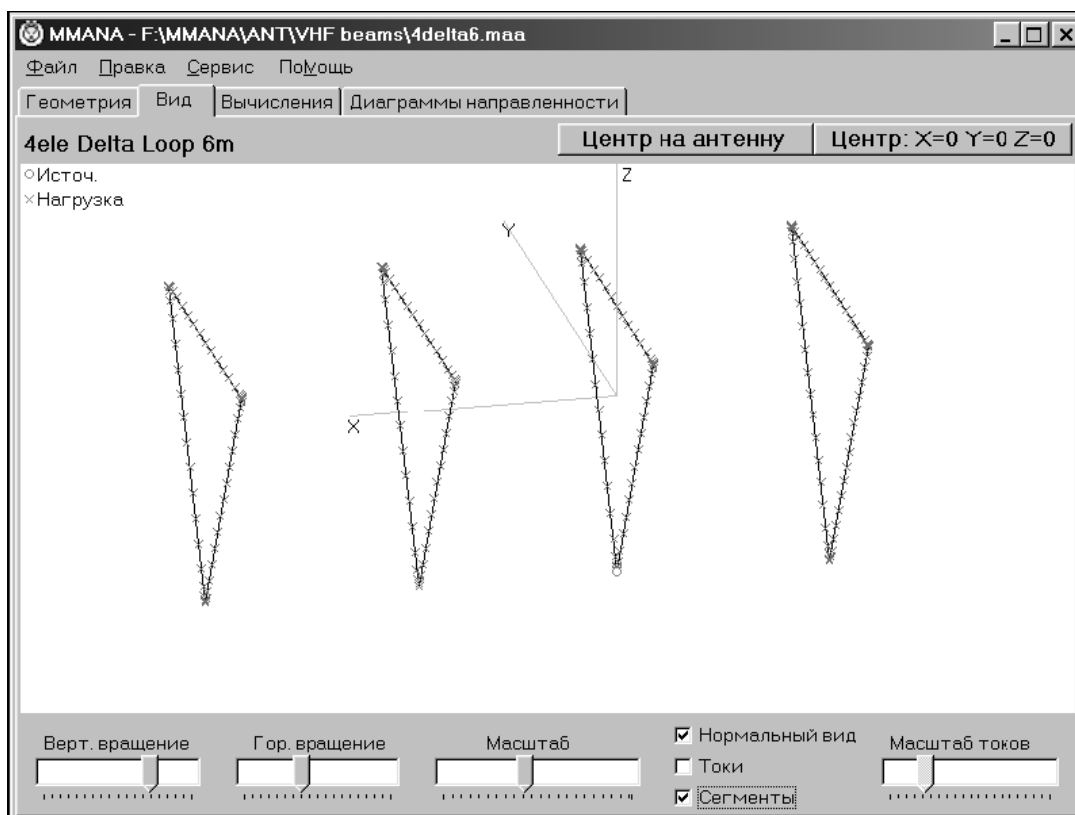 MMANA - F:\MMANA\ANT\VHF beams\4delta6.maa
Файл Правка Сервис ПоМощь
Геометрия Вид Вычисления Диаграммы направленности
4ele Delta Loop 6m Центр на антенну Центр: X=0 Y=0 Z=0
Источ.
Нагрузка
Z
Y
X
Верт. вращение Гор. вращение Масштаб Нормальный вид Масштаб токов
Токи
Сегменты